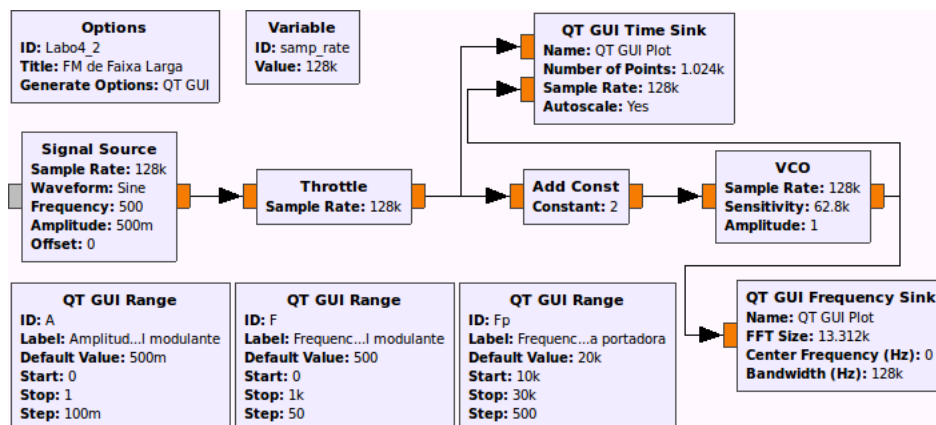 Options
ID: Labo4_2
Title: FM de Faixa Larga
Generate Options: QT GUI
Variable
ID: samp_rate
Value: 128k
QT GUI Time Sink
Name: QT GUI Plot
Number of Points: 1.024k
Sample Rate: 128k
Autoscale: Yes
Signal Source
Sample Rate: 128k
Waveform: Sine
Frequency: 500
Amplitude: 500m
Offset: 0
Throttle
Sample Rate: 128k
Add Const
Constant: 2
VCO
Sample Rate: 128k
Sensitivity: 62.8k
Amplitude: 1
QT GUI Range
ID: A
Label: Amplitud...l modulante
Default Value: 500m
Start: 0
Stop: 1
Step: 100m
QT GUI Range
ID: F
Label: Frequenc...l modulante
Default Value: 500
Start: 0
Stop: 1k
Step: 50
QT GUI Range
ID: Fp
Label: Frequenc...a portadora
Default Value: 20k
Start: 10k
Stop: 30k
Step: 500
QT GUI Frequency Sink
Name: QT GUI Plot
FFT Size: 13.312k
Center Frequency (Hz): 0
Bandwidth (Hz): 128k